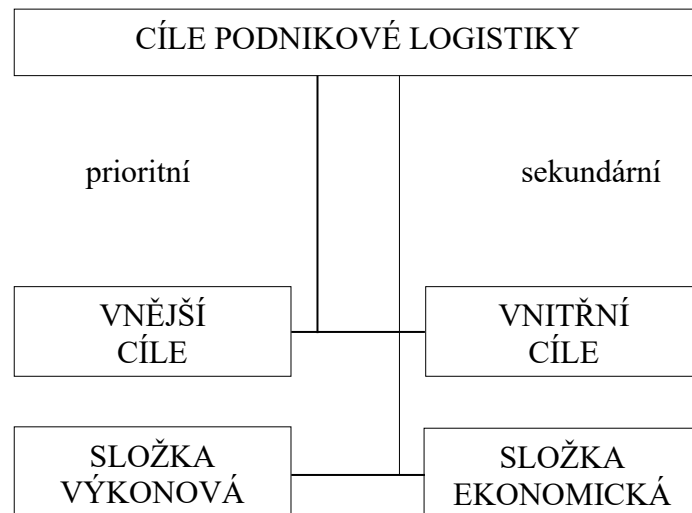 CÍLE PODNIKOVÉ LOGISTIKY
prioritní
sekundární
VNĚJŠÍ
CÍLE
VNITŘNÍ
CÍLE
SLOŽKA
VÝKONOVÁ
SLOŽKA
EKONOMICKÁ